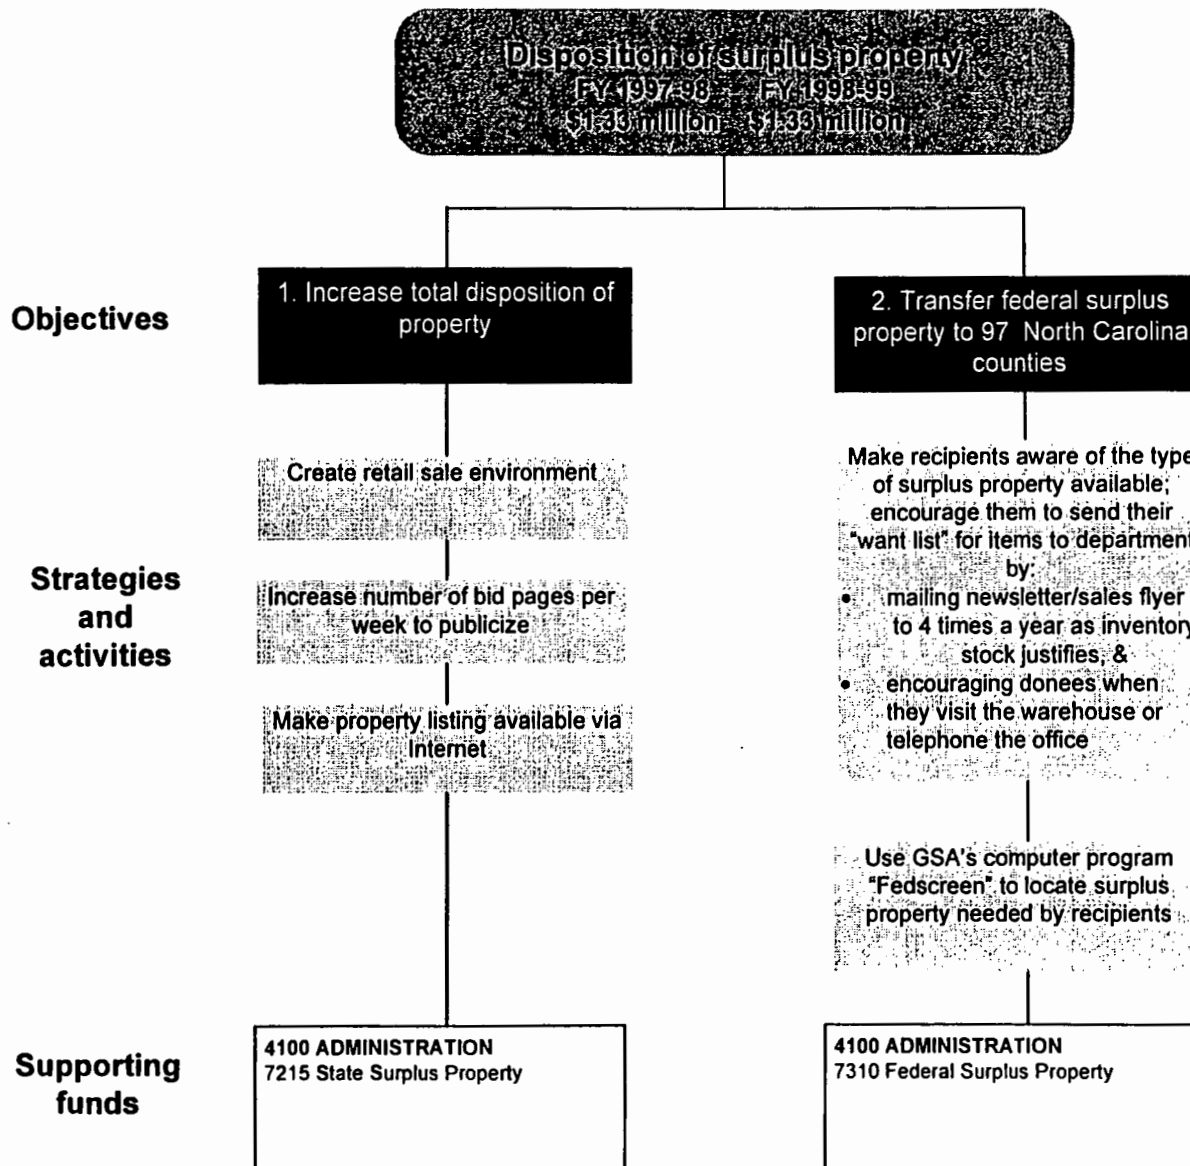 Disposition of surplus property
FY 1997-98 FY 1998-99
$1.33 million $1.33 million
Objectives
1. Increase total disposition of
property
2. Transfer federal surplus
property to 97 North Carolina
counties
Strategies
and
activities
Create retail sale environment
Increase number of bid pages per
week to publicize
Make property listing available via
Internet
Make recipients aware of the type
of surplus property available;
encourage them to send their
"want list" for items to department
by:
• mailing newsletter/sales flyer
to 4 times a year as inventory
stock justifies, &
• encouraging donees when
they visit the warehouse or
telephone the office
Use GSA's computer program
"Fedscreen" to locate surplus
property needed by recipients
Supporting
funds
4100 ADMINISTRATION
7215 State Surplus Property
4100 ADMINISTRATION
7310 Federal Surplus Property